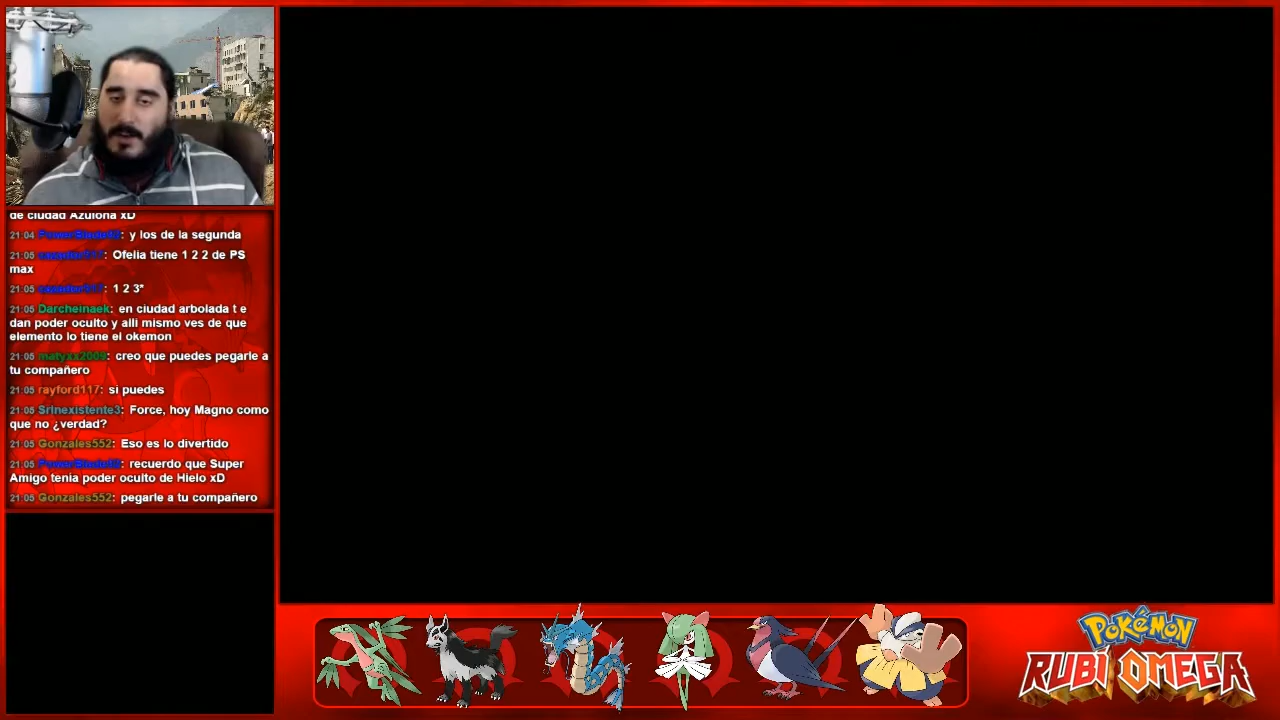 de ciudad Azulona xD
21:04 PowerBlade02: y los de la segunda
21:05 : Ofelia tiene 1 2 2 de PS
max
21:05 : 1 2 3*
21:05 Darcheinaek: en ciudad arbolada t e
dan poder oculto y alli mismo ves de que
elemento lo tiene el okemon
21:05 matyxx2009: creo que puedes pegarle a
tu compañero
21:05 rayford117: si puedes
21:05 SrInexistente3: Force, hoy Magno como
que no ¿verdad?
21:05 Gonzales552: Eso es lo divertido
21:05 : recuerdo que Super
Amigo tenia poder oculto de Hielo xD
21:05 Gonzales552: pegarle a tu compañero
POKÉMON
RUBI OMEGA